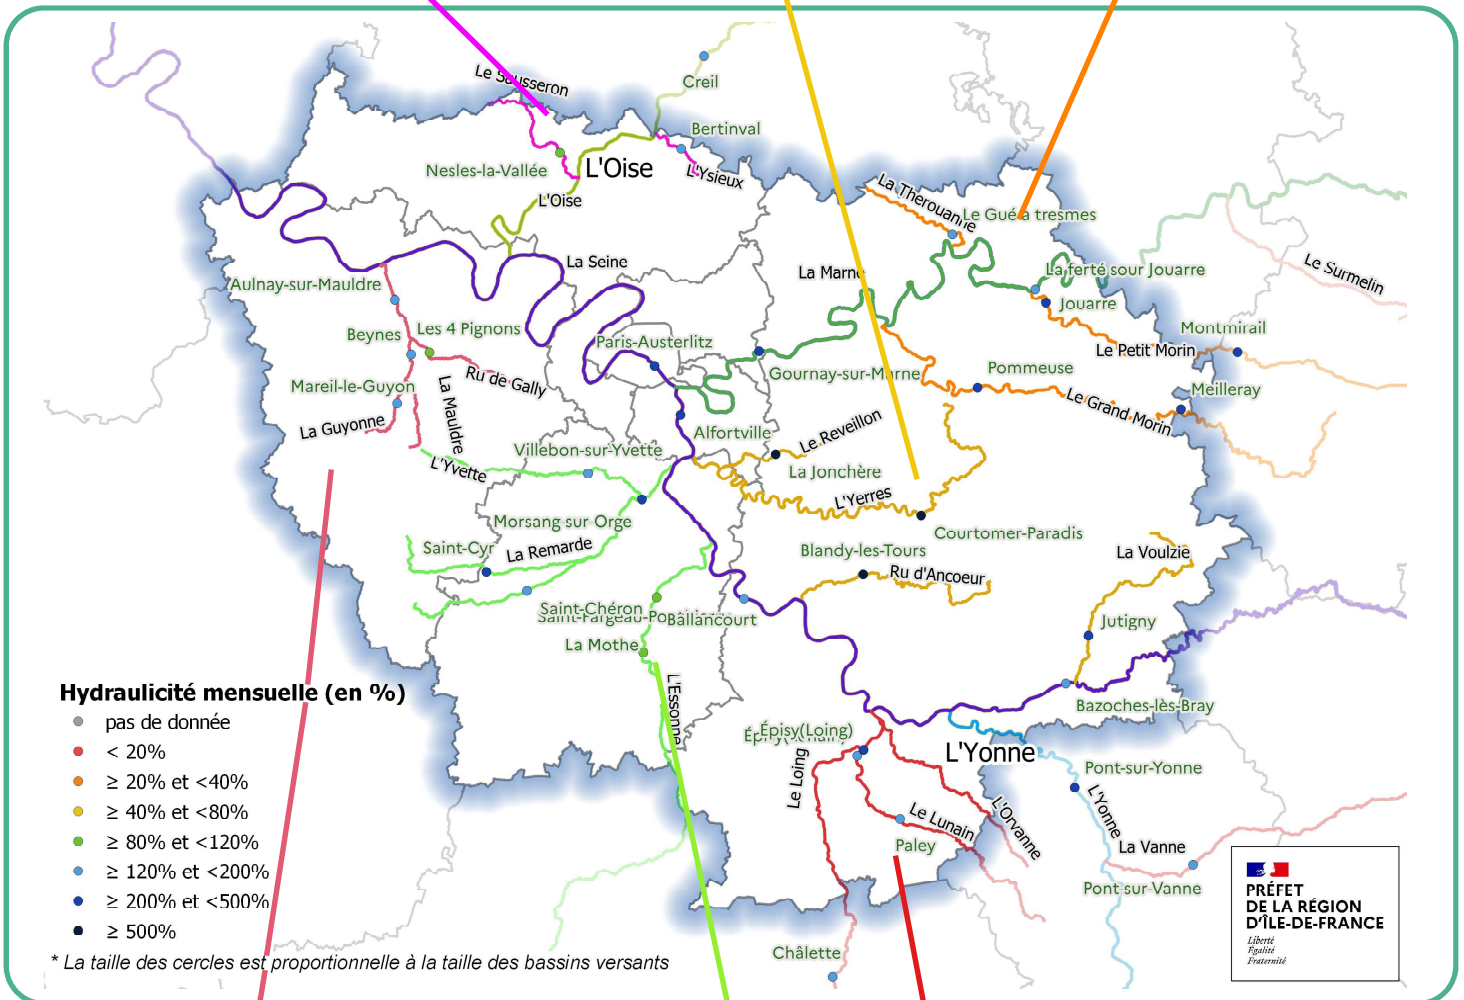 Le Sausseron
Creil
Bertinval
Nesles-la-Vallée
L'Oise
L'Ysieux
L'Oise
La Therouanne
Le Gué a tresmes
La Seine
La Marne
La ferté sour Jouarre
Le Surmelin
Aulnay-sur-Mauldre
Jouarre
Beynes
Les 4 Pignons
Paris-Austerlitz
Montmirail
Le Petit Morin
Gournay-sur-Marne
Pommeuse
Mareil-le-Guyon
Ru de Gally
Meilleray
La Mauldre
Le Grand Morin
La Guyonne
Alfortville
Le Reveillon
Villebon-sur-Yvette
L'Yvette
La Jonchère
L'Yerres
Morsang sur Orge
Courtomer-Paradis
Saint-Cyr
La Remarde
Blandy-les-Tours
La Voulzie
Ru d'Ancoeur
Saint-Chéron
Saint-Fargeau-Po
Ballancourt
Jutigny
La Mothe
L'Essonne
Bazoches-lès-Bray
Épisy(Loing)
L'Yonne
Le Loing
Pont-sur-Yonne
L'Yonne
Le Lunain
L'Orvanne
Paley
La Vanne
Pont sur Vanne
Châlette
Hydraulicité mensuelle (en %)
pas de donnée
< 20%
≥ 20% et <40%
≥ 40% et <80%
≥ 80% et <120%
≥ 120% et <200%
≥ 200% et <500%
≥ 500%
* La taille des cercles est proportionnelle à la taille des bassins versants
PRÉFET
DE LA RÉGION
D'ÎLE-DE-FRANCE
Liberté
Égalité
Fraternité